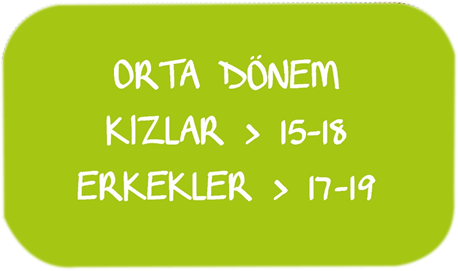 ORTA DÖNEM
KIZLAR > 15-18
ERKEKLER > 17-19